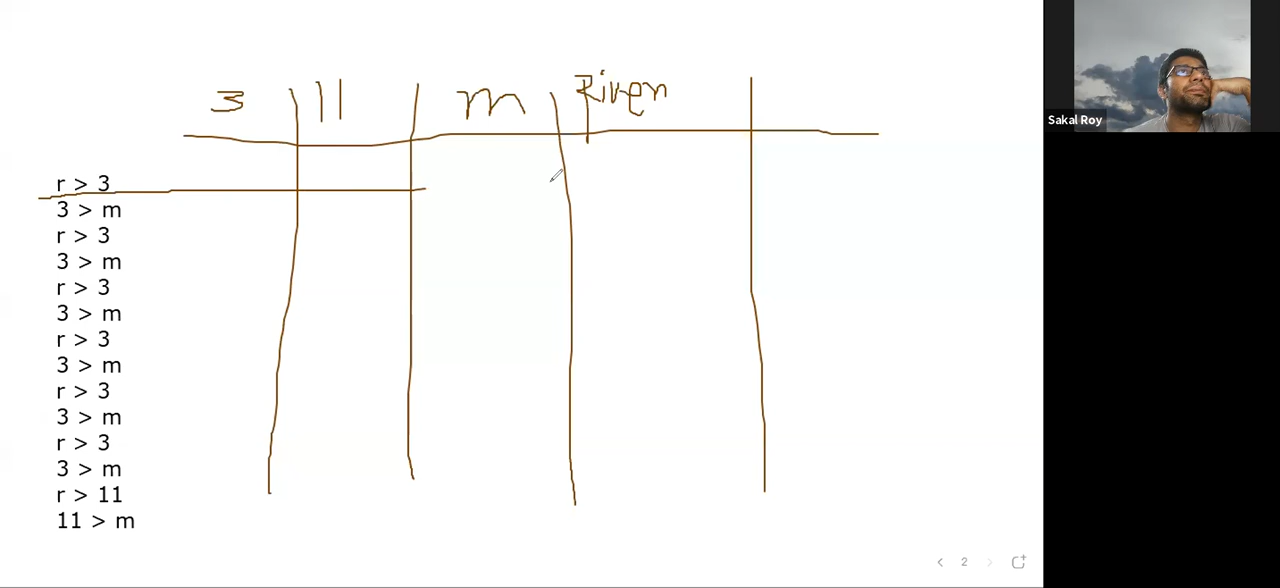 3 11 m River
r > 3
3 > m
r > 3
3 > m
r > 3
3 > m
r > 3
3 > m
r > 3
3 > m
r > 3
3 > m
r > 11
11 > m
2
Sakal Roy